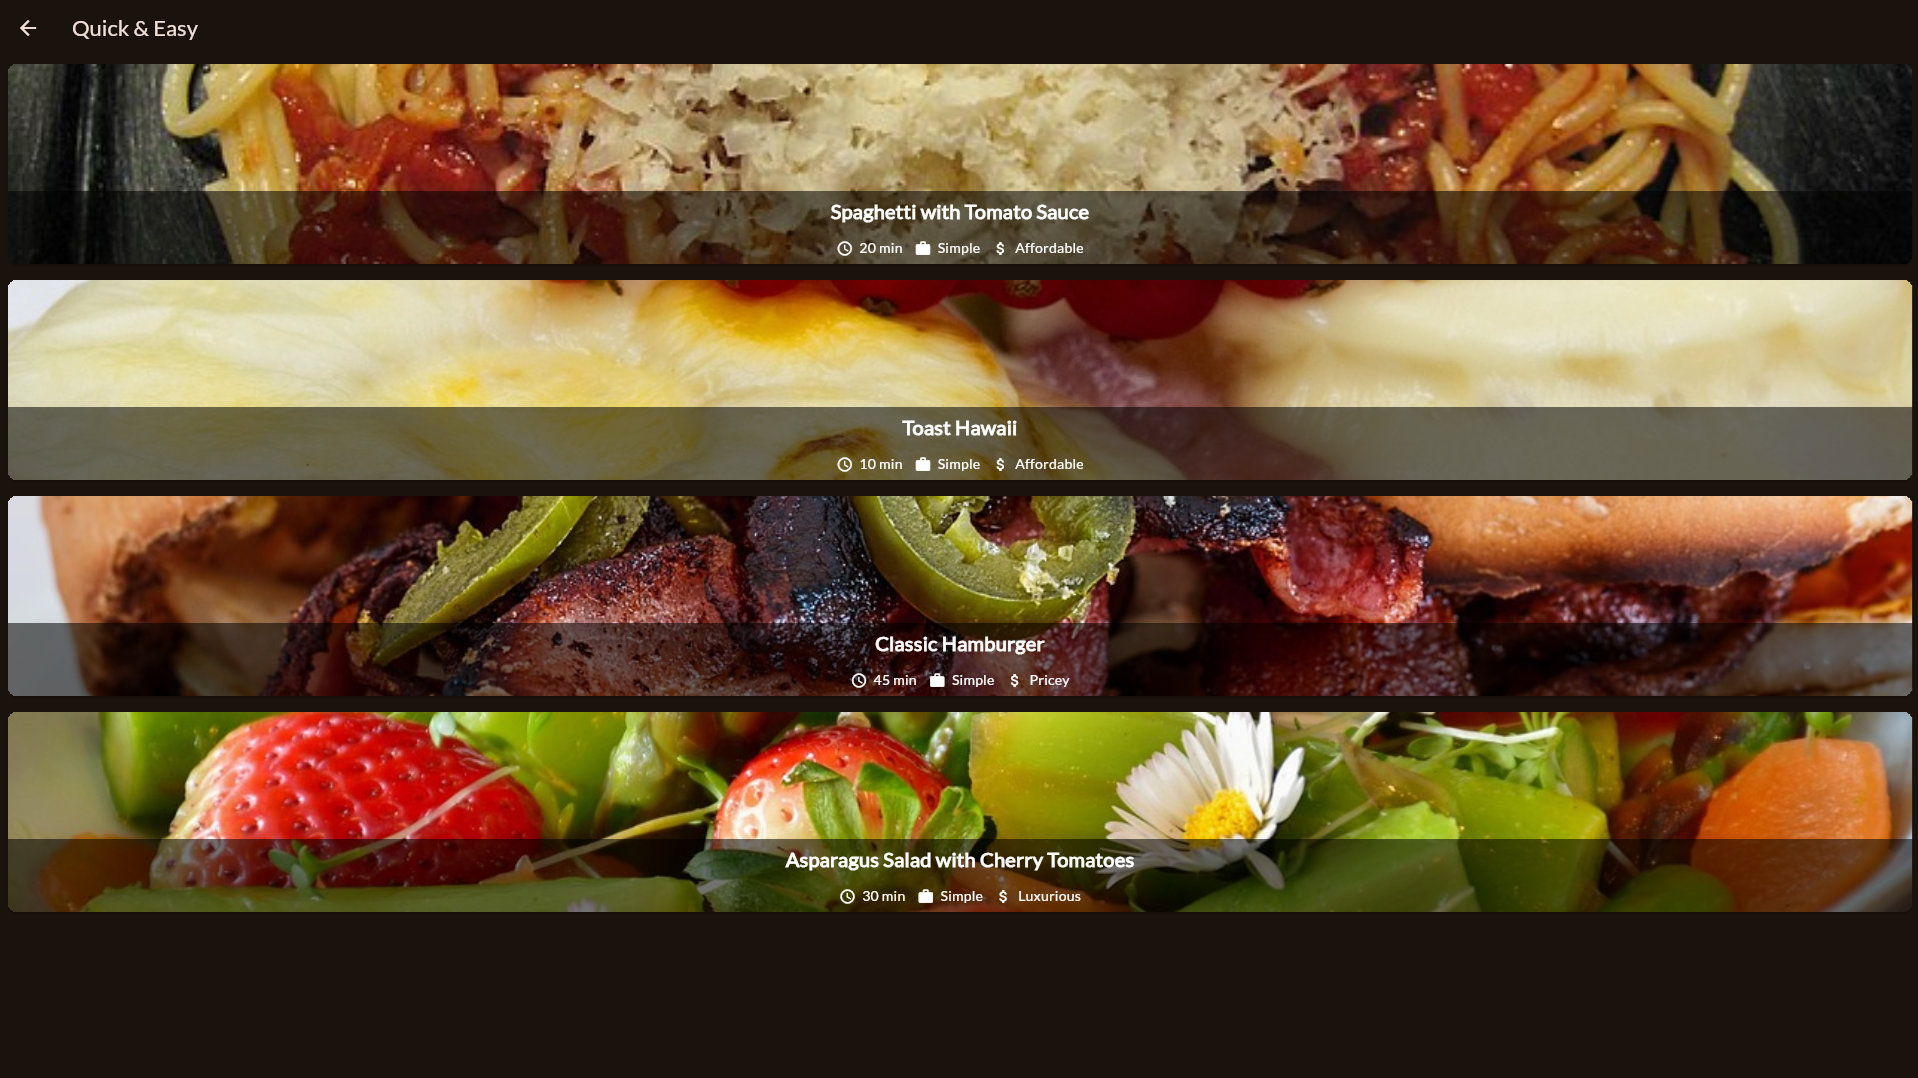 Quick & Easy
Spaghetti with Tomato Sauce
20 min Simple Affordable
Toast Hawaii
10 min Simple Affordable
Classic Hamburger
45 min Simple Pricey
Asparagus Salad with Cherry Tomatoes
30 min Simple Luxurious